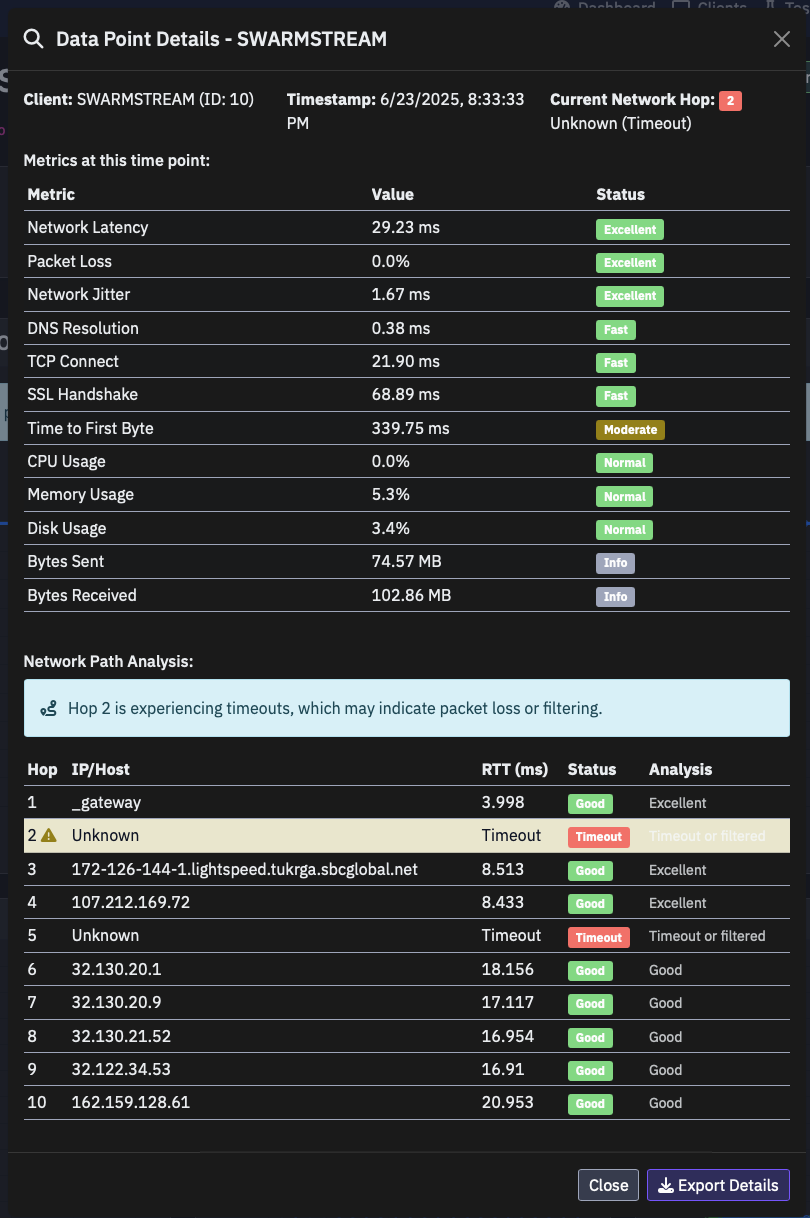 Dashboard Clients
Data Point Details - SWARMSTREAM
Client: SWARMSTREAM (ID: 10) Timestamp: 6/23/2025, 8:33:33 PM Current Network Hop: 2
Unknown (Timeout)
Metrics at this time point:
Metric Value Status
Network Latency 29.23 ms Excellent
Packet Loss 0.0% Excellent
Network Jitter 1.67 ms Excellent
DNS Resolution 0.38 ms Fast
TCP Connect 21.90 ms Fast
SSL Handshake 68.89 ms Fast
Time to First Byte 339.75 ms Moderate
CPU Usage 0.0% Normal
Memory Usage 5.3% Normal
Disk Usage 3.4% Normal
Bytes Sent 74.57 MB Info
Bytes Received 102.86 MB Info
Network Path Analysis:
Hop 2 is experiencing timeouts, which may indicate packet loss or filtering.
Hop IP/Host RTT (ms) Status Analysis
1 _gateway 3.998 Good Excellent
2 Unknown Timeout Timeout Timeout or filtered
3 172-126-144-1.lightspeed.tukrga.sbcglobal.net 8.513 Good Excellent
4 107.212.169.72 8.433 Good Excellent
5 Unknown Timeout Timeout Timeout or filtered
6 32.130.20.1 18.156 Good Good
7 32.130.20.9 17.117 Good Good
8 32.130.21.52 16.954 Good Good
9 32.122.34.53 16.91 Good Good
10 162.159.128.61 20.953 Good Good
Close Export Details